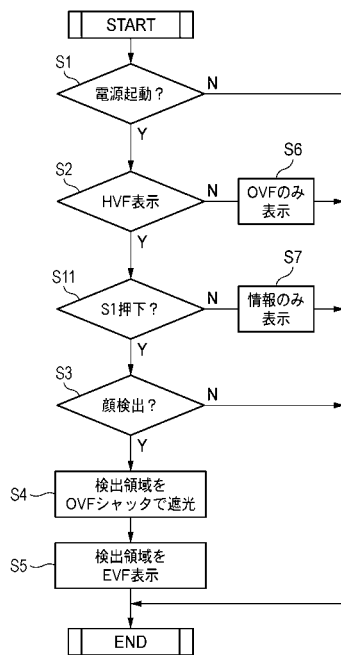 START
S1
電源起動?
N
Y
S2
HVF表示
N
S6
OVFのみ
表示
Y
S11
S1押下?
N
S7
情報のみ
表示
Y
S3
顔検出?
N
Y
S4
検出領域を
OVFシャッタで遮光
S5
検出領域を
EVF表示
END